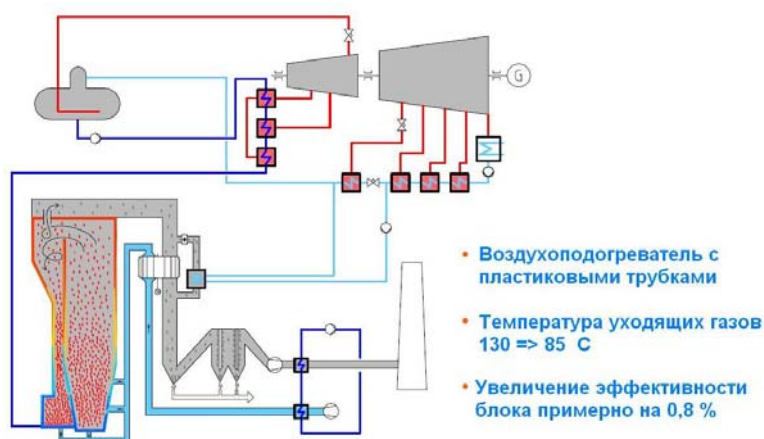 G
• Воздухоподогреватель с
пластиковыми трубками
• Температура уходящих газов
130 => 85 C
• Увеличение эффективности
блока примерно на 0,8 %